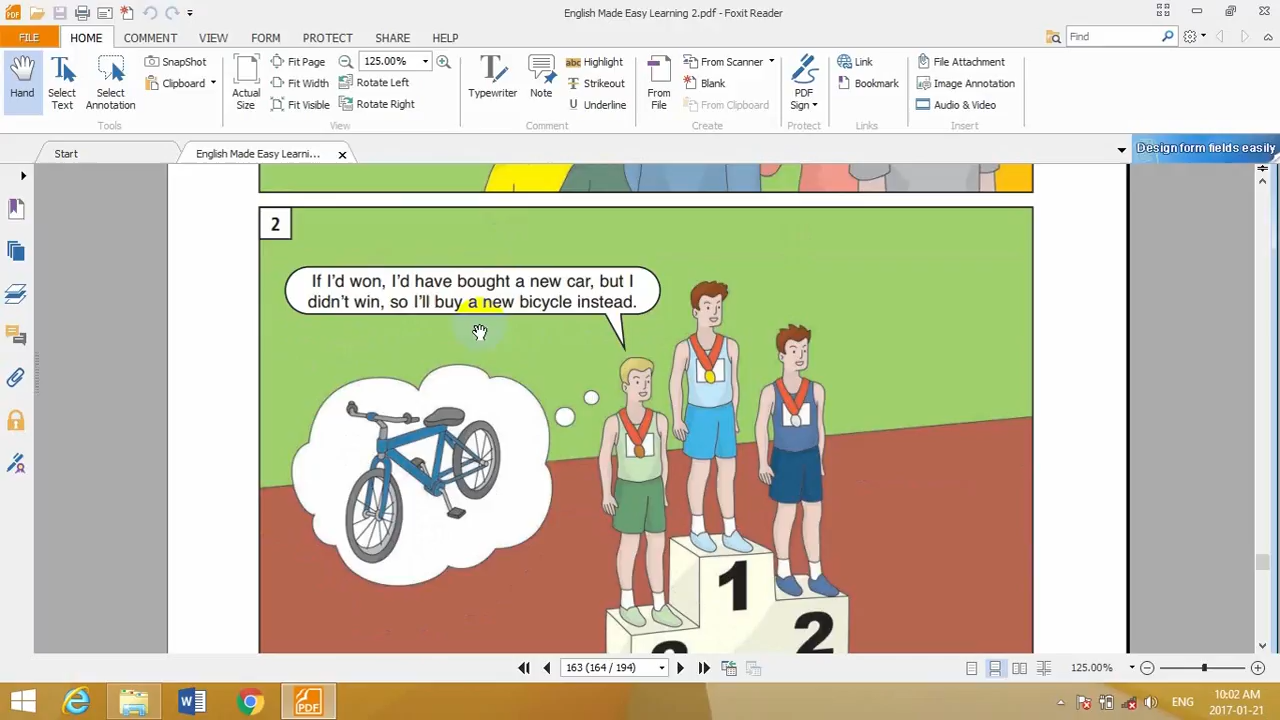 English Made Easy Learning 2.pdf - Foxit Reader
FILE HOME COMMENT VIEW FORM PROTECT SHARE HELP
Find
Hand
Select Text
Select Annotation
SnapShot
Clipboard
Tools
Actual Size
Fit Page
Fit Width
Fit Visible
125.00%
Rotate Left
Rotate Right
View
Typewriter
Note
abc Highlight
Strikeout
U Underline
Comment
From File
From Scanner
Blank
From Clipboard
Create
PDF Sign
Protect
Link
Bookmark
Links
File Attachment
Image Annotation
Audio & Video
Insert
Start
English Made Easy Learni...
Design form fields easily
2
If I'd won, I'd have bought a new car, but I
didn't win, so I'll buy a new bicycle instead.
1
2
3
163 (164 / 194)
125.00%
PDF
ENG
10:02 AM
2017-01-21